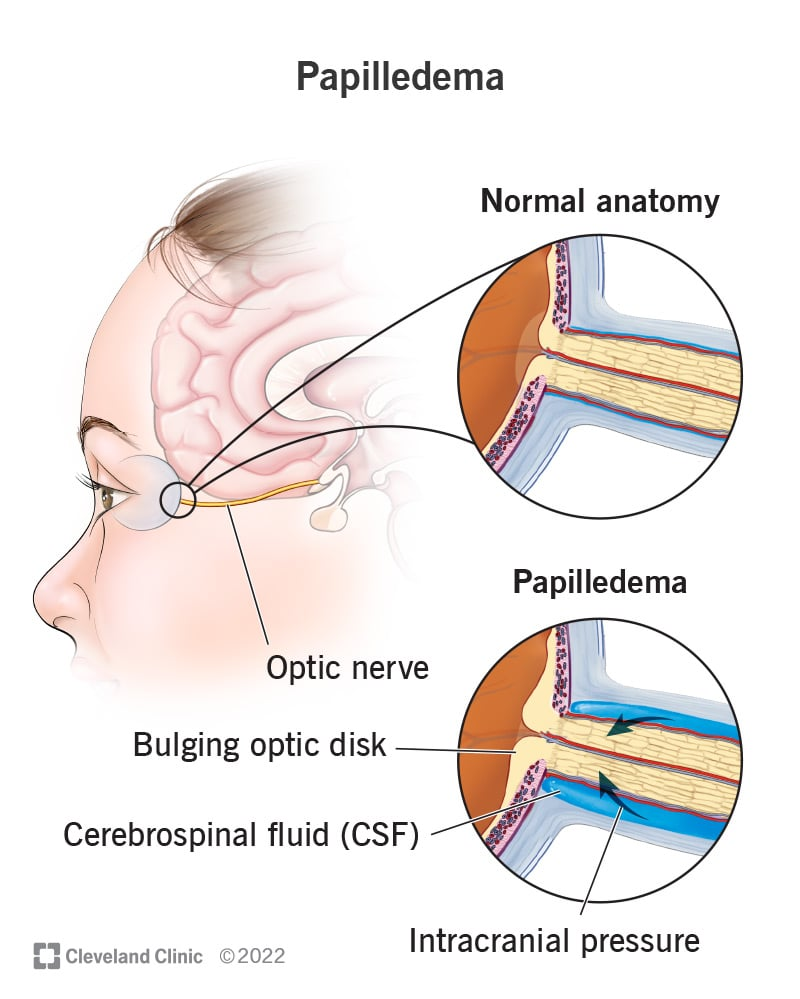 Papilledema
Normal anatomy
Papilledema
Optic nerve
Bulging optic disk
Cerebrospinal fluid (CSF)
Intracranial pressure
Cleveland Clinic ©2022